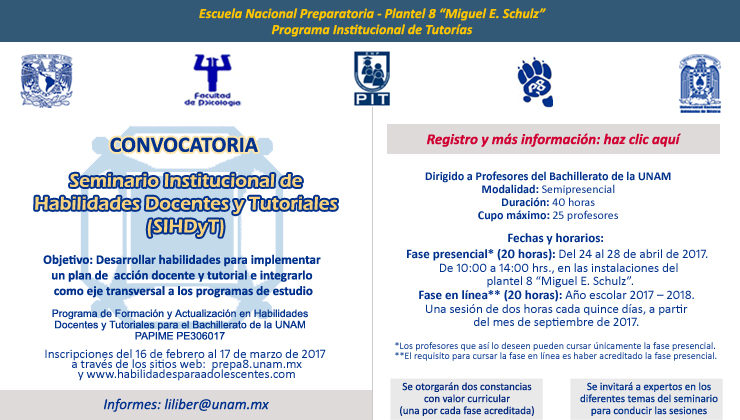 Escuela Nacional Preparatoria - Plantel 8 “Miguel E. Schulz”
Programa Institucional de Tutorías
Facultad
de Psicología
PIT
CONVOCATORIA
Seminario Institucional de
Habilidades Docentes y Tutoriales
(SIHDyT)
Objetivo: Desarrollar habilidades para implementar
un plan de acción docente y tutorial e integrarlo
como eje transversal a los programas de estudio
Programa de Formación y Actualización en Habilidades
Docentes y Tutoriales para el Bachillerato de la UNAM
PAPIME PE306017
Inscripciones del 16 de febrero al 17 de marzo de 2017
a través de los sitios web: prepa8.unam.mx
y www.habilidadesparaadolescentes.com
Informes: liliber@unam.mx
Registro y más información: haz clic aquí
Dirigido a Profesores del Bachillerato de la UNAM
Modalidad: Semipresencial
Duración: 40 horas
Cupo máximo: 25 profesores
Fechas y horarios:
Fase presencial* (20 horas): Del 24 al 28 de abril de 2017.
De 10:00 a 14:00 hrs., en las instalaciones del
plantel 8 “Miguel E. Schulz”.
Fase en línea** (20 horas): Año escolar 2017 – 2018.
Una sesión de dos horas cada quince días, a partir
del mes de septiembre de 2017.
*Los profesores que así lo deseen pueden cursar únicamente la fase presencial.
**El requisito para cursar la fase en línea es haber acreditado la fase presencial.
Se otorgarán dos constancias
con valor curricular
(una por cada fase acreditada)
Se invitará a expertos en los
diferentes temas del seminario
para conducir las sesiones